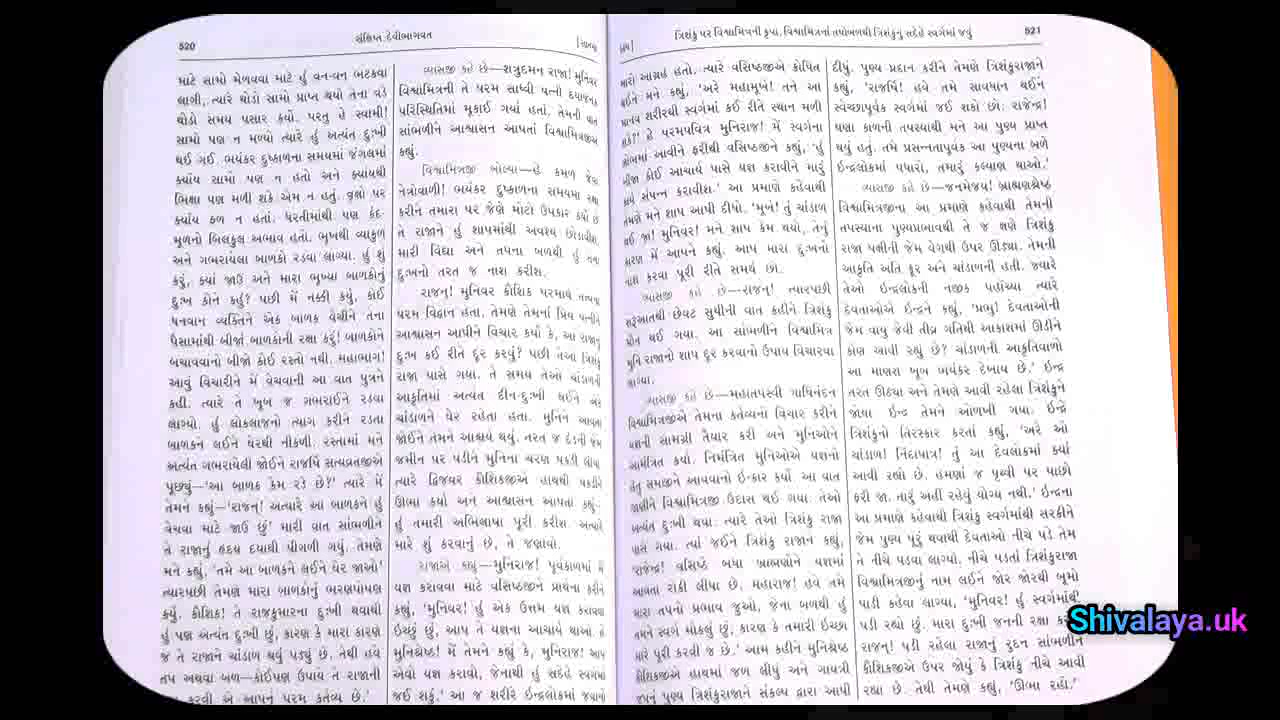 520
સંક્ષિપ્ત દેવીભાગવત
માટે સામો મેળવવા માટે હું વન-વન ભટકવા
લાગી, ત્યારે થોડો સામો પ્રાપ્ત થયો તેના વડે
થોડો સમય પસાર કર્યો. પરંતુ હે સ્વામી!
સામો પણ ન મળ્યો ત્યારે હું અત્યંત દુઃખી
થઈ ગઈ. ભયંકર દુષ્કાળના સમયમાં જંગલમાં
ક્યાંય સામો પણ ન હતો અને ક્યાંયથી
ભિક્ષા પણ મળી શકે એમ ન હતું. વૃક્ષો પર
ક્યાંય ફળ ન હતાં. ધરતીમાંથી પણ કંદ-
મૂળનો બિલકુલ અભાવ હતો. ભૂખથી વ્યાકુળ
અને ગભરાયેલા બાળકો રડવા લાગ્યા. હું શું
કરું, ક્યાં જાઉં અને મારા ભૂખ્યા બાળકોનું
દુઃખ કોને કહું? પછી મેં નક્કી કર્યું, કોઈ
ધનવાન વ્યક્તિને એક બાળક વેચીને તેના
પૈસામાંથી બીજાં બાળકોની રક્ષા કરું! બાળકોને
બચાવવાનો બીજો કોઈ રસ્તો નથી. મહાભાગ!
આવું વિચારીને મેં વેચવાની આ વાત પુત્રને
કહી. ત્યારે તે ખૂબ જ ગભરાઈને રડવા
લાગ્યો. હું લોકલાજનો ત્યાગ કરીને રડતા
બાળકને લઈને ઘેરથી નીકળી. રસ્તામાં મને
અત્યંત ગભરાયેલી જોઈને રાજર્ષિ સત્યવ્રતજીએ
પૂછ્યું—'આ બાળક કેમ રડે છે?' ત્યારે મેં
તેમને કહ્યું—'રાજન્! અત્યારે આ બાળકને હું
વેચવા માટે જાઉં છું' મારી વાત સાંભળીને
તે રાજાનું હૃદય દયાથી પીગળી ગયું. તેમણે
મને કહ્યું, 'તમે આ બાળકને લઈને ઘેર જાઓ'
ત્યારપછી તેમણે મારા બાળકોનું ભરણપોષણ
કર્યું. કૌશિક! તે રાજકુમારના દુઃખી થવાથી
હું પણ અત્યંત દુઃખી છું, કારણ કે મારા કારણે
જ તે રાજાને ચાંડાળ થવું પડ્યું છે. તેથી હવે
તપ અથવા બળ—કોઈપણ ઉપાયે તે રાજાની
કરવી એ આપનું પરમ કર્તવ્ય છે.'
વ્યાસજી કહે છે—શત્રુદમન રાજા! મુનિવર
વિશ્વામિત્રની તે પરમ સાધ્વી પત્ની દયાજનક
પરિસ્થિતિમાં મૂકાઈ ગયાં હતાં, તેમની વાત
સાંભળીને આશ્વાસન આપતાં વિશ્વામિત્રજીએ
કહ્યું.
વિશ્વામિત્રજી બોલ્યા—હે કમળ જેવા
નેત્રોવાળી! ભયંકર દુષ્કાળના સમયમાં રક્ષા
કરીને તમારા પર જેણે મોટો ઉપકાર કર્યો છે
તે રાજાને હું શાપમાંથી અવશ્ય છોડાવીશ.
મારી વિદ્યા અને તપના બળથી હું તેના
દુઃખનો તરત જ નાશ કરીશ.
રાજન્! મુનિવર કૌશિક પરમાર્થ તત્ત્વના
પરમ વિદ્વાન હતા. તેમણે તેમનાં પ્રિય પત્નીને
આશ્વાસન આપીને વિચાર કર્યો કે, આ રાજાનું
દુઃખ કઈ રીતે દૂર કરવું? પછી તેઓ ત્રિશંકુ
રાજા પાસે ગયા. તે સમયે તેઓ ચાંડાળની
આકૃતિમાં અત્યંત દીન-દુઃખી થઈને એક
ચાંડાળને ઘેર રહેતા હતા. મુનિને આવતા
જોઈને તેમને આશ્ચર્ય થયું. તરત જ દંડની જેમ
જમીન પર પડીને મુનિના ચરણ પકડી લીધા
ત્યારે દ્વિજવર કૌશિકજીએ હાથથી પકડીને
ઊભા કર્યા અને આશ્વાસન આપતાં કહ્યું.
હું તમારી અભિલાષા પૂરી કરીશ. અત્યારે
મારે શું કરવાનું છે, તે જણાવો.
રાજાએ કહ્યું—મુનિરાજ! પૂર્વકાળમાં મેં
યજ્ઞ કરાવવા માટે વસિષ્ઠજીને પ્રાર્થના કરીને
કહ્યું, 'મુનિવર! હું એક ઉત્તમ યજ્ઞ કરાવવા
ઇચ્છું છું. આપ તે યજ્ઞના આચાર્ય થાઓ. હે
મુનિશ્રેષ્ઠ! મેં તેમને કહ્યું કે, મુનિરાજ! આપ
એવો યજ્ઞ કરાવો, જેનાથી હું સદેહે સ્વર્ગમાં
જઈ શકું.' આ જ શરીરે ઇન્દ્રલોકમાં જવાનો
ત્રિશંકુ પર વિશ્વામિત્રની કૃપા, વિશ્વામિત્રના તપોબળથી ત્રિશંકુનું સદેહે સ્વર્ગમાં જવું
521
મારો આગ્રહ હતો. ત્યારે વસિષ્ઠજીએ કોપિત
થઈને મને કહ્યું, 'અરે મહામૂર્ખ! તને આ
માનવ શરીરથી સ્વર્ગમાં કઈ રીતે સ્થાન મળી
શકે?' હે પરમપવિત્ર મુનિરાજ! મેં સ્વર્ગના
લોભમાં આવીને ફરીથી વસિષ્ઠજીને કહ્યું, 'હું
બીજા કોઈ આચાર્ય પાસે યજ્ઞ કરાવીને મારું
કાર્ય સંપન્ન કરાવીશ.' આ પ્રમાણે કહેવાથી
તેમણે મને શાપ આપી દીધો. 'મૂર્ખ! તું ચાંડાળ
થઈ જા! મુનિવર! મને શાપ કેમ થયો, તેનું
કારણ મેં આપને કહ્યું. આપ મારા દુઃખનો
નાશ કરવા પૂરી રીતે સમર્થ છો.
વ્યાસજી કહે છે—રાજન્! ત્યારપછી
શરૂઆતથી છેવટ સુધીની વાત કહીને ત્રિશંકુ
મૌન થઈ ગયા. આ સાંભળીને વિશ્વામિત્ર
મુનિ રાજાનો શાપ દૂર કરવાનો ઉપાય વિચારવા
લાગ્યા.
વ્યાસજી કહે છે—મહાતપસ્વી ગાધિનંદન
વિશ્વામિત્રજીએ તેમના કર્તવ્યનો વિચાર કરીને
યજ્ઞની સામગ્રી તૈયાર કરી અને મુનિઓને
આમંત્રિત કર્યા. નિમંત્રિત મુનિઓએ યજ્ઞનો
હેતુ સમજીને આવવાનો ઇન્કાર કર્યો. આ વાત
જાણીને વિશ્વામિત્રજી ઉદાસ થઈ ગયા. તેઓ
અત્યંત દુઃખી થયા. ત્યારે તેઓ ત્રિશંકુ રાજા
પાસે ગયા. ત્યાં જઈને ત્રિશંકુ રાજાને કહ્યું,
'રાજેન્દ્ર! વસિષ્ઠે બધા બ્રાહ્મણોને યજ્ઞમાં
આવતા રોકી લીધા છે. મહારાજ! હવે તમે
મારા તપનો પ્રભાવ જુઓ, જેના બળથી હું
તમને સ્વર્ગે મોકલું છું, કારણ કે તમારી ઇચ્છા
મારે પૂરી કરવી જ છે.' આમ કહીને મુનિશ્રેષ્ઠ
કૌશિકજીએ હાથમાં જળ લીધું અને ગાયત્રી
જપનું પુણ્ય ત્રિશંકુરાજાને સંકલ્પ દ્વારા આપી
દીધું. પુણ્ય પ્રદાન કરીને તેમણે ત્રિશંકુરાજાને
કહ્યું, 'રાજર્ષિ! હવે તમે સાવધાન થઈને
સ્વેચ્છાપૂર્વક સ્વર્ગમાં જઈ શકો છો. રાજેન્દ્ર!
ઘણા કાળની તપસ્યાથી મને આ પુણ્ય પ્રાપ્ત
થયું હતું. તમે પ્રસન્નતાપૂર્વક આ પુણ્યના બળે
ઇન્દ્રલોકમાં પધારો, તમારું કલ્યાણ થાઓ.'
વ્યાસજી કહે છે—જનમેજય! બ્રાહ્મણશ્રેષ્ઠ
વિશ્વામિત્રજીના આ પ્રમાણે કહેવાથી તેમની
તપસ્યાના પુણ્યપ્રભાવથી તે જ ક્ષણે ત્રિશંકુ
રાજા પક્ષીની જેમ વેગથી ઉપર ઊડ્યા. તેમની
આકૃતિ અતિ ક્રૂર અને ચાંડાળની હતી. જ્યારે
તેઓ ઇન્દ્રલોકની નજીક પહોંચ્યા ત્યારે
દેવતાઓએ ઇન્દ્રને કહ્યું, 'પ્રભુ! દેવતાઓની
જેમ વાયુ જેવી તીવ્ર ગતિથી આકાશમાં ઊડીને
કોણ આવી રહ્યું છે? ચાંડાળની આકૃતિવાળો
આ માણસ ખૂબ ભયંકર દેખાય છે.' ઇન્દ્ર
તરત ઊઠ્યા અને તેમણે આવી રહેલા ત્રિશંકુને
જોયા ઇન્દ્ર તેમને ઓળખી ગયા. ઇન્દ્રે
ત્રિશંકુનો તિરસ્કાર કરતાં કહ્યું, 'અરે ઓ
ચાંડાળ! નિંદાપાત્ર! તું આ દેવલોકમાં ક્યાં
આવી રહ્યો છે. હમણાં જ પૃથ્વી પર પાછો
ફરી જા. તારું અહીં રહેવું યોગ્ય નથી.' ઇન્દ્રના
આ પ્રમાણે કહેવાથી ત્રિશંકુ સ્વર્ગમાંથી સરકીને
જેમ પુણ્ય પૂરું થવાથી દેવતાઓ નીચે પડે તેમ
તે નીચે પડવા લાગ્યો. નીચે પડતાં ત્રિશંકુરાજા
વિશ્વામિત્રજીનું નામ લઈને જોર જોરથી બૂમો
પાડી કહેવા લાગ્યા, 'મુનિવર! હું સ્વર્ગમાંથી
પડી રહ્યો છું. મારા દુઃખી જનની રક્ષા કરો
રાજન્! પડી રહેલા રાજાનું રુદન સાંભળીને
કૌશિકજીએ ઉપર જોયું કે ત્રિશંકુ નીચે આવી
રહ્યા છે. તેથી તેમણે કહ્યું, 'ઊભા રહો.'
Shivalaya.uk